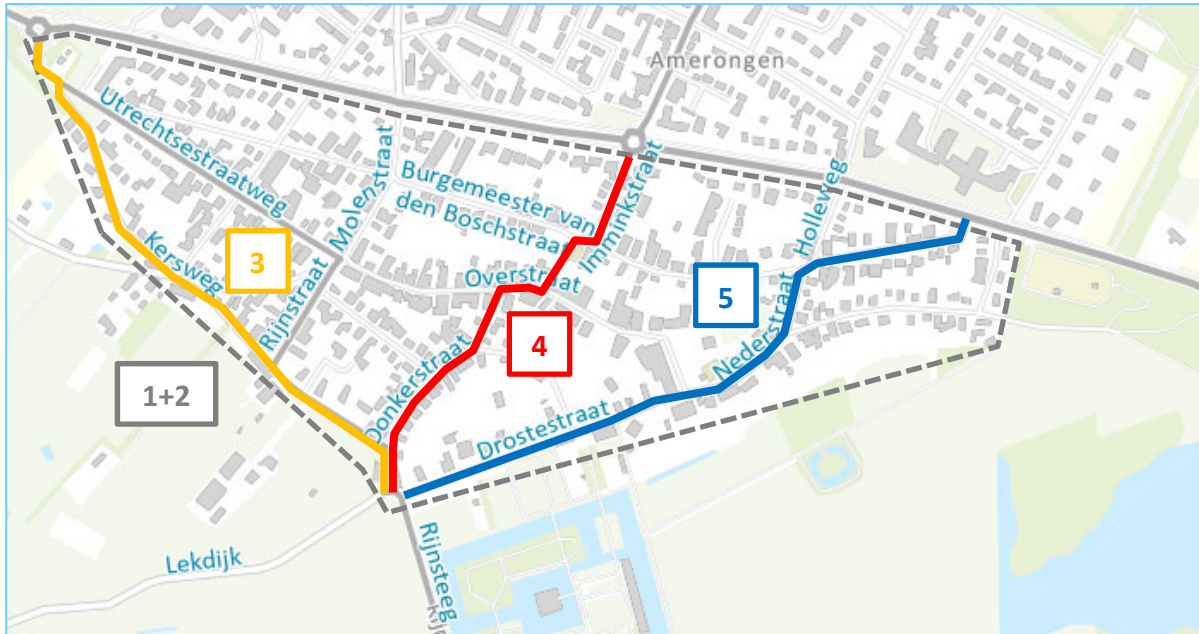 Amerongen
Utrechtsestraatweg
Molenstraat
Burgemeester van
den Boschstraat
Imminkstraat
Holleweg
Kersweg
3
Rijnstraat
Overstraat
5
Nederstraat
4
1+2
Donkerstraat
Drostestraat
Lekdijk
Rijnsteeg